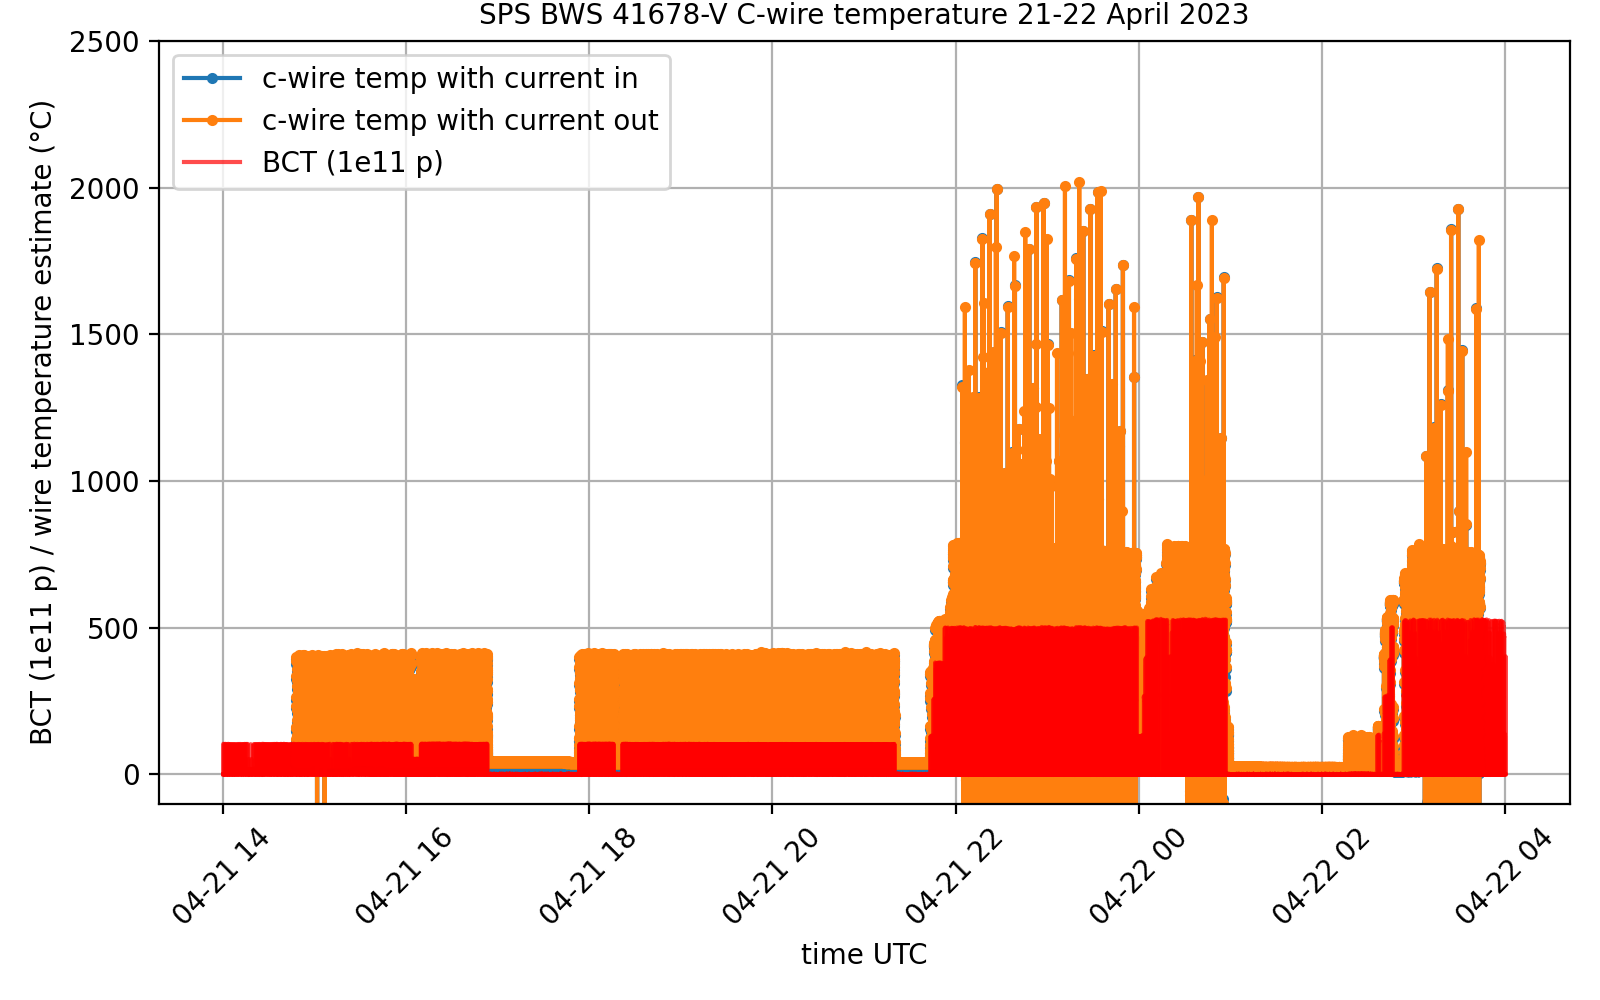 SPS BWS 41678-V C-wire temperature 21-22 April 2023
BCT (1e11 p) / wire temperature estimate (°C)
2500
2000
1500
1000
500
0
c-wire temp with current in
c-wire temp with current out
BCT (1e11 p)
04-21 14
04-21 16
04-21 18
04-21 20
04-21 22
04-22 00
04-22 02
04-22 04
time UTC